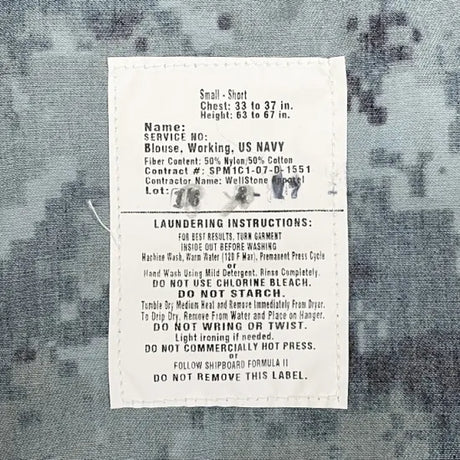 Small - Short
Chest: 33 to 37 in.
Height: 63 to 67 in.
Name:
SERVICE NO:
Blouse, Working, US NAVY
Fiber Content: 50% Nylon/50% Cotton
Contract #: SPM1C1-07-D-1551
Contractor Name: WellStone Apparel
Lot:
LAUNDERING INSTRUCTIONS:
FOR BEST RESULTS, TURN GARMENT
INSIDE OUT BEFORE WASHING
Machine Wash, Warm Water (120 F Max), Premanent Press Cycle
or
Hand Wash Using Mild Detergent. Rinse Completely.
DO NOT USE CHLORINE BLEACH.
DO NOT STARCH.
Tumble Dry Medium Heat and Remove Immediately From Dryer.
To Drip Dry, Remove From Water and Place on Hanger.
DO NOT WRING OR TWIST.
Light ironing if needed.
DO NOT COMMERCIALLY HOT PRESS.
or
FOLLOW SHIPBOARD FORMULA II
DO NOT REMOVE THIS LABEL.